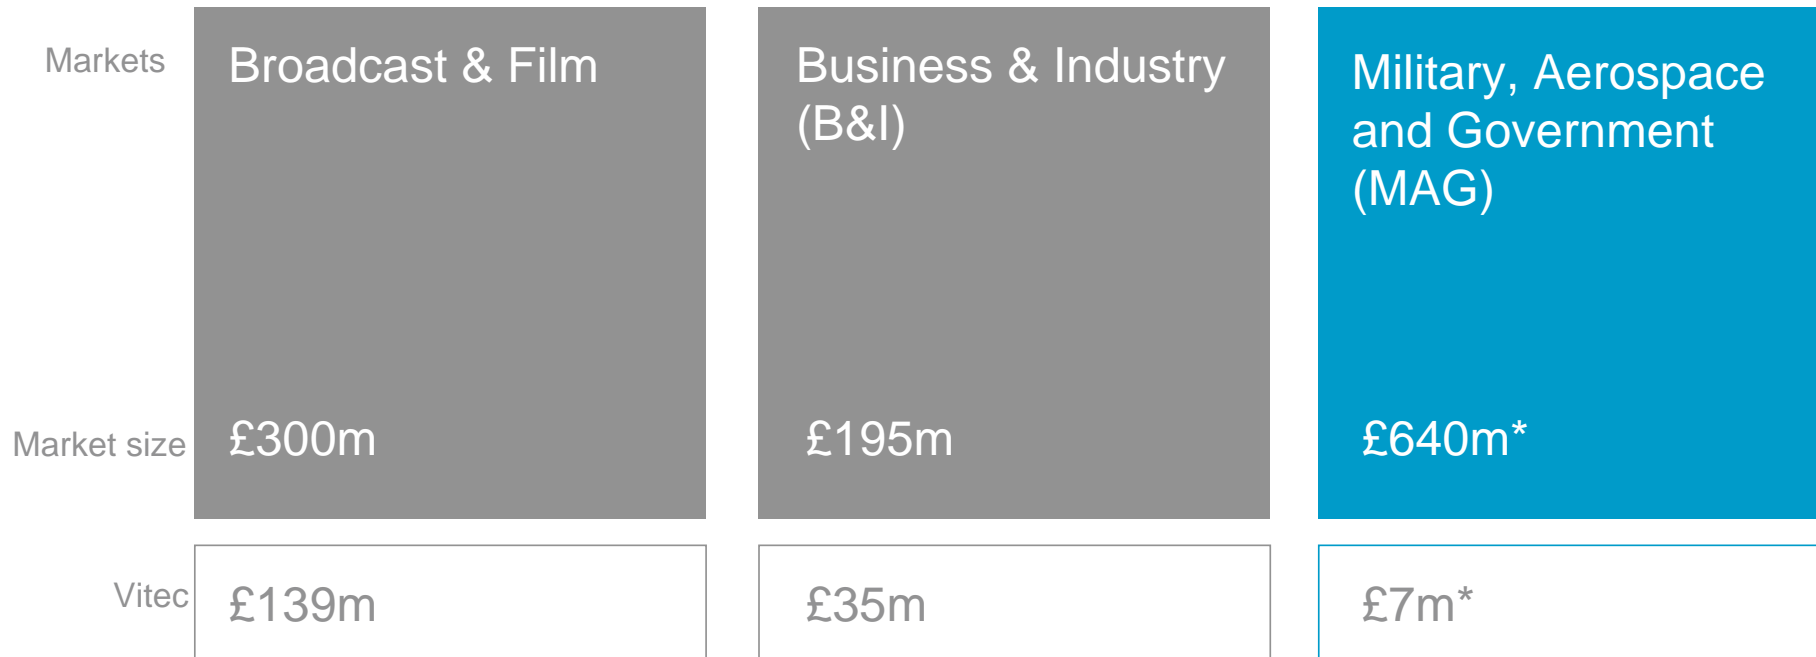 Markets
Broadcast & Film
Business & Industry
(B&I)
Military, Aerospace
and Government
(MAG)
Market size
£300m
£195m
£640m*
Vitec
£139m
£35m
£7m*